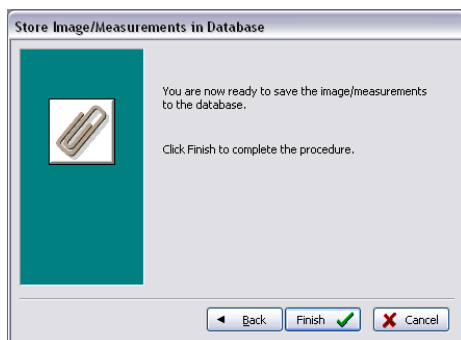 Store Image/Measurements in Database
You are now ready to save the image/measurements
to the database.
Click Finish to complete the procedure.
Back
Finish
Cancel